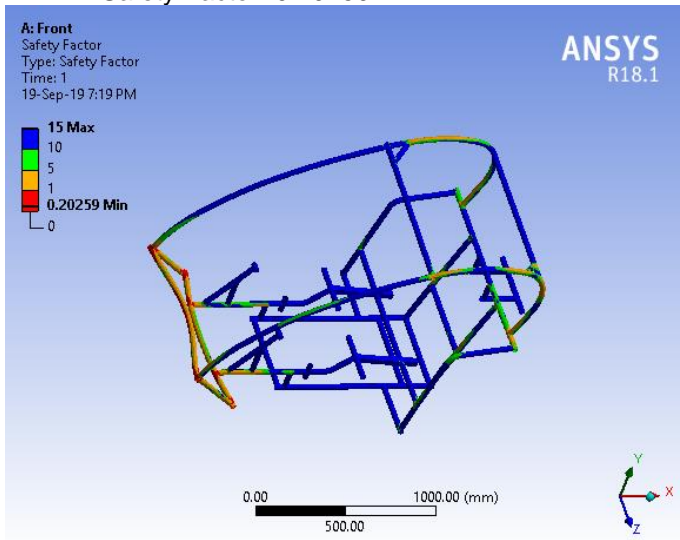 A: Front
Safety Factor
Type: Safety Factor
Time: 1
19-Sep-19 7:19 PM
ANSYS
R18.1
15 Max
10
5
1
0.20259 Min
0
0.00
1000.00 (mm)
500.00
Y
X
Z